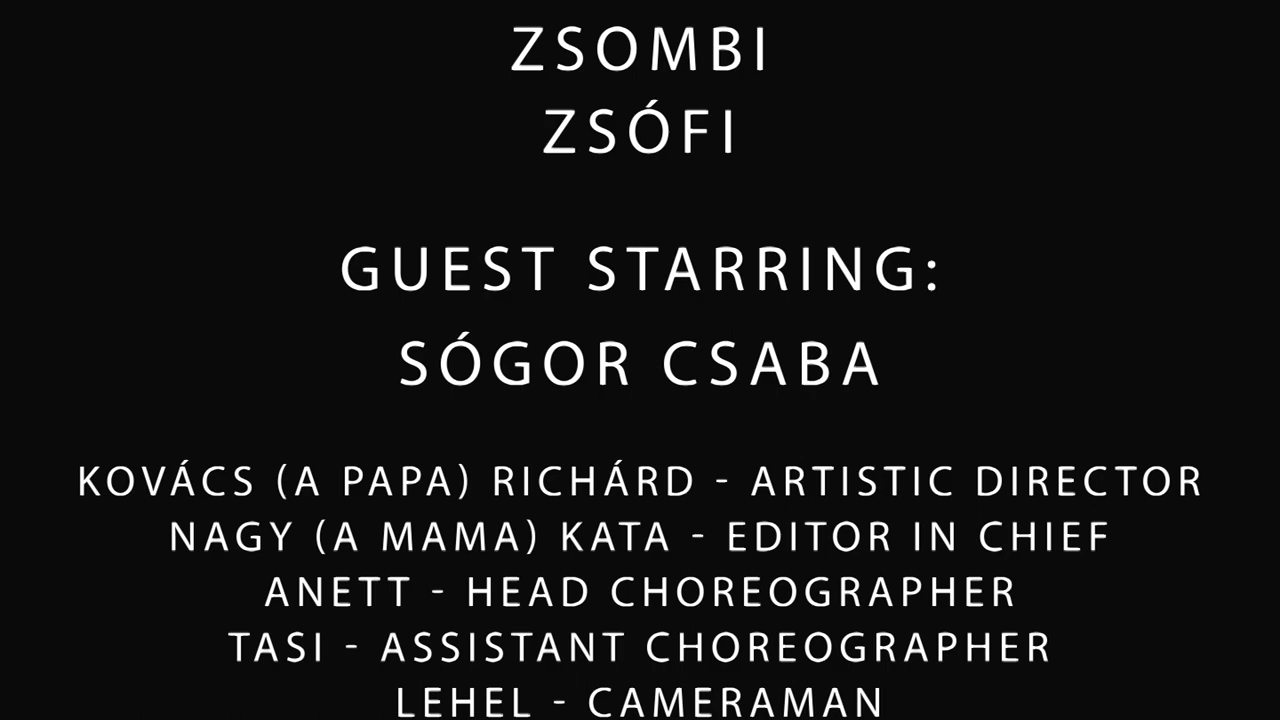 ZSOMBI
ZSÓFI
GUEST STARRING:
SÓGOR CSABA
KOVÁCS (A PAPA) RICHÁRD - ARTISTIC DIRECTOR
NAGY (A MAMA) KATA - EDITOR IN CHIEF
ANETT - HEAD CHOREOGRAPHER
TASI - ASSISTANT CHOREOGRAPHER
LEHEL - CAMERAMAN